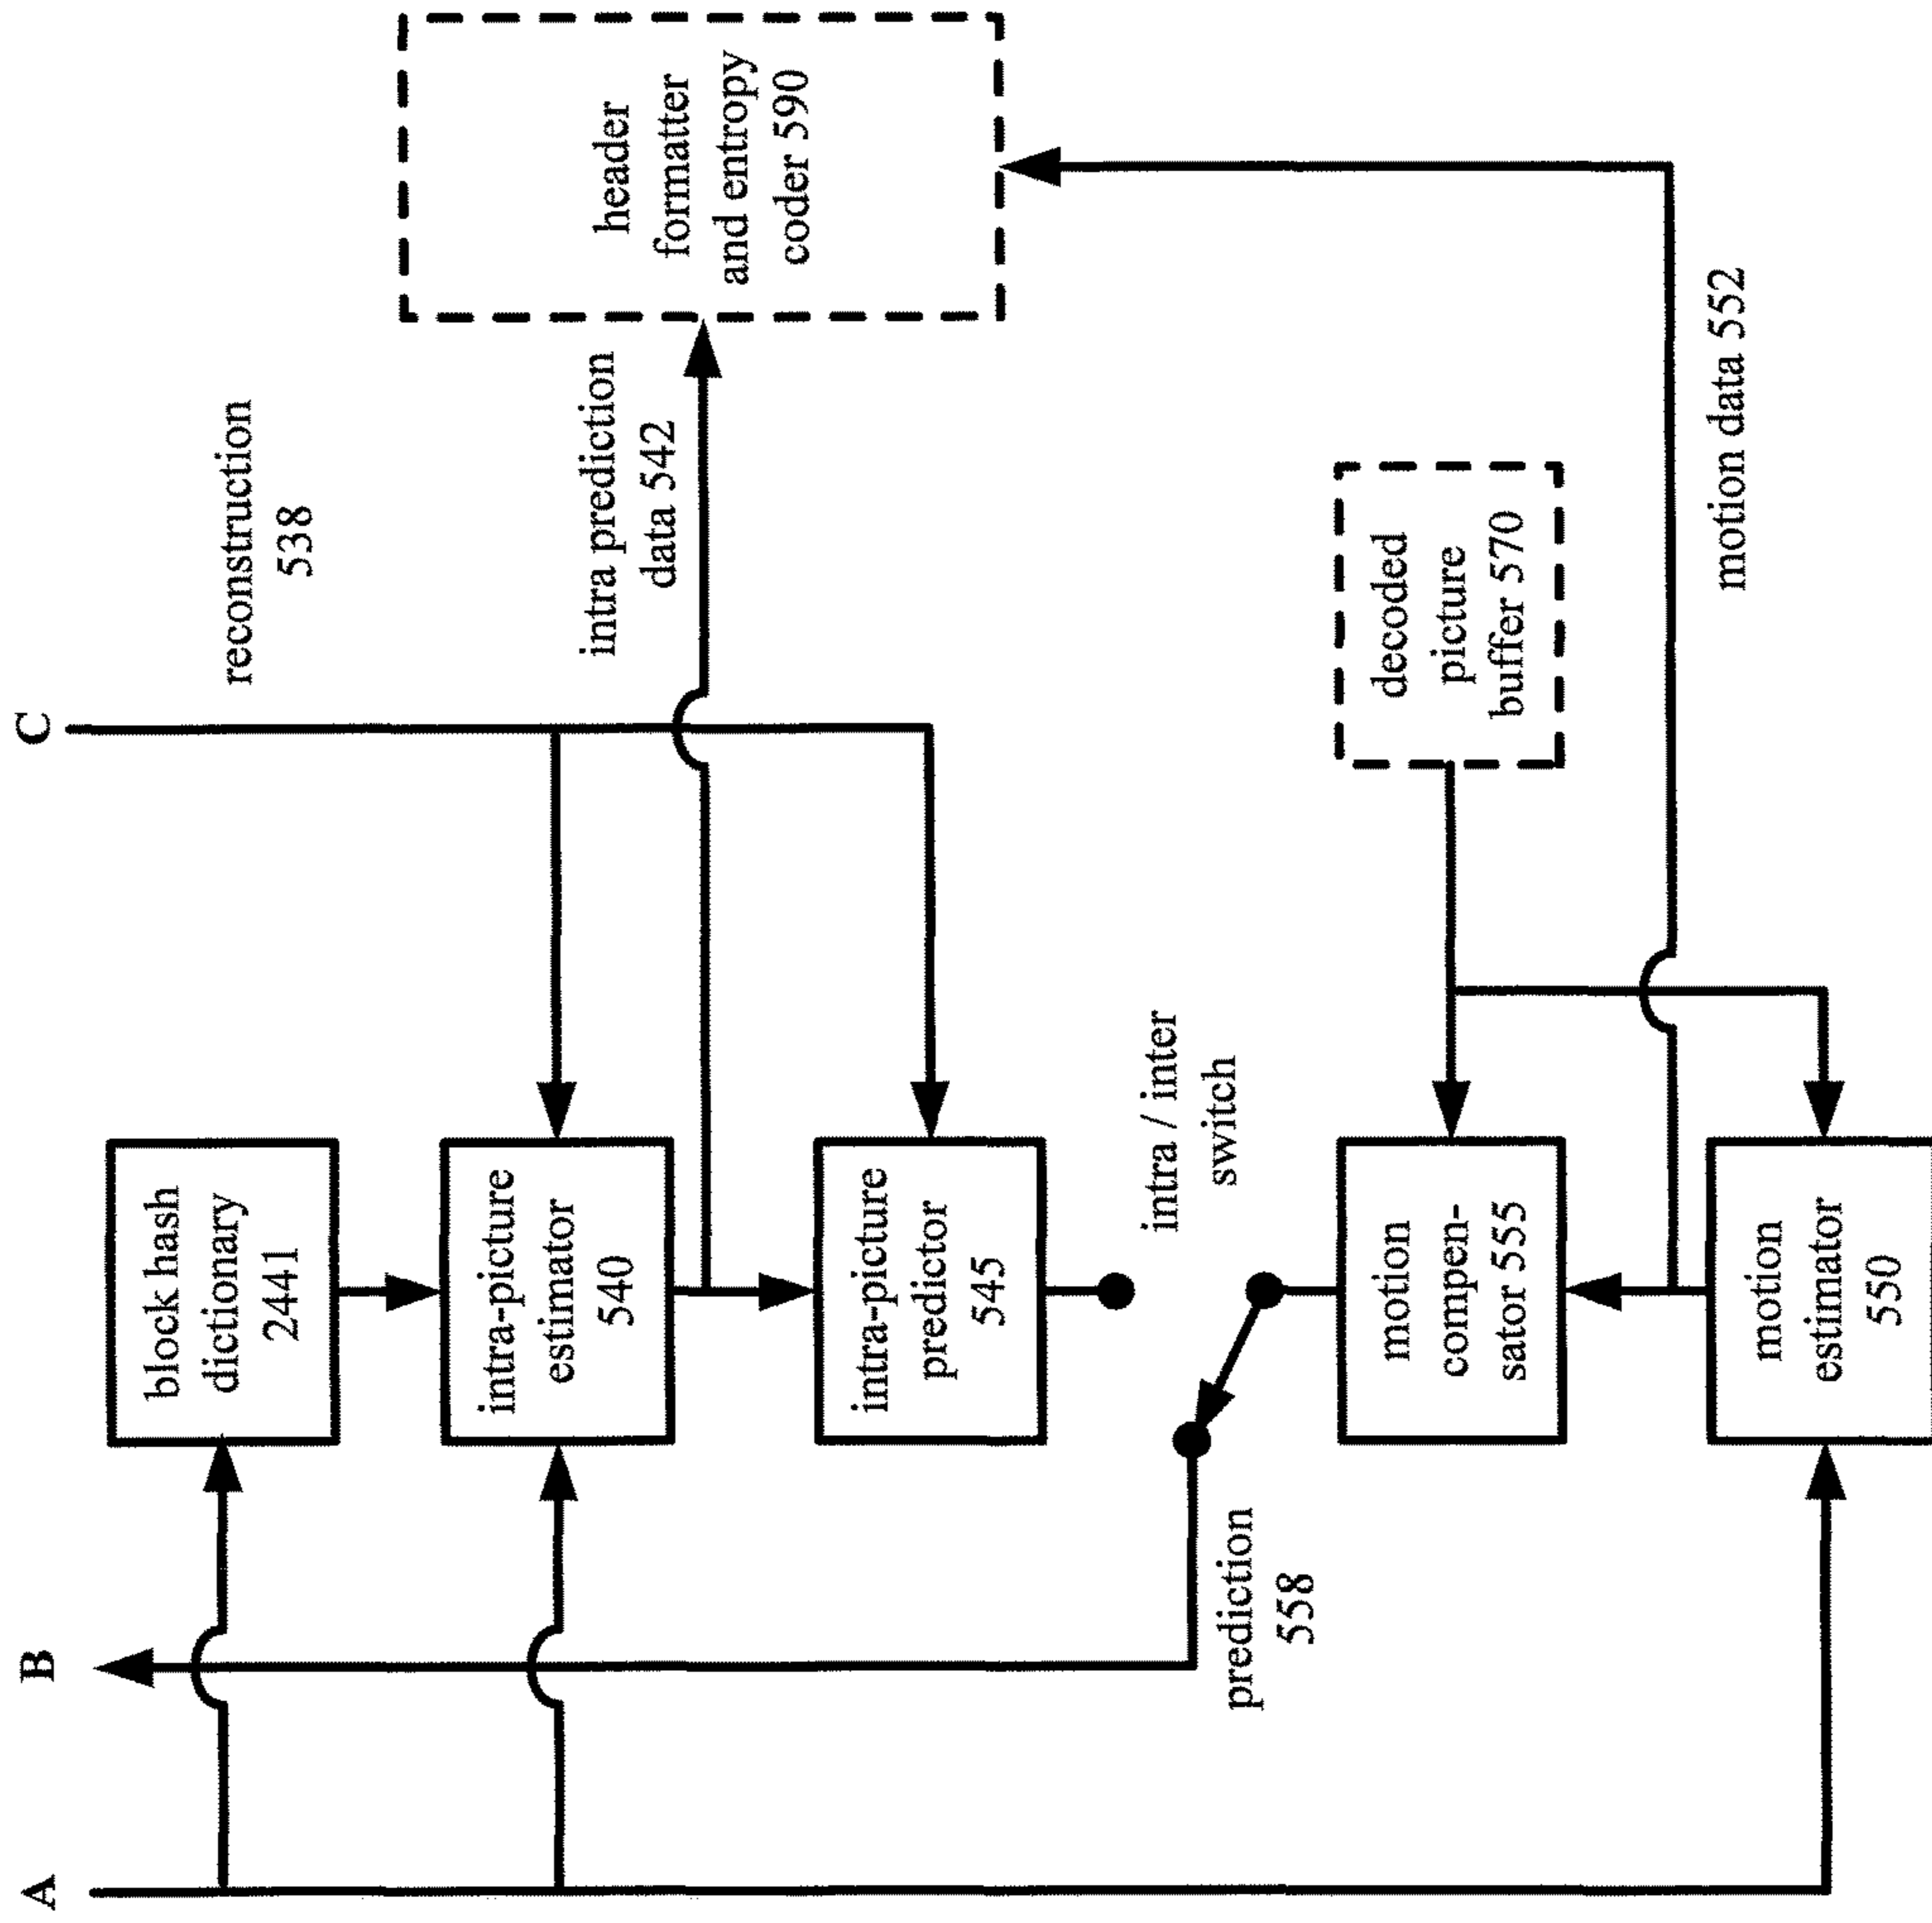 A
B
C
block hash
dictionary
2441
reconstruction
538
intra-picture
estimator
540
intra prediction
data 542
header
formatter
and entropy
coder 590
intra-picture
predictor
545
intra / inter
switch
prediction
558
motion
compen-
sator 555
decoded
picture
buffer 570
motion
estimator
550
motion data 552